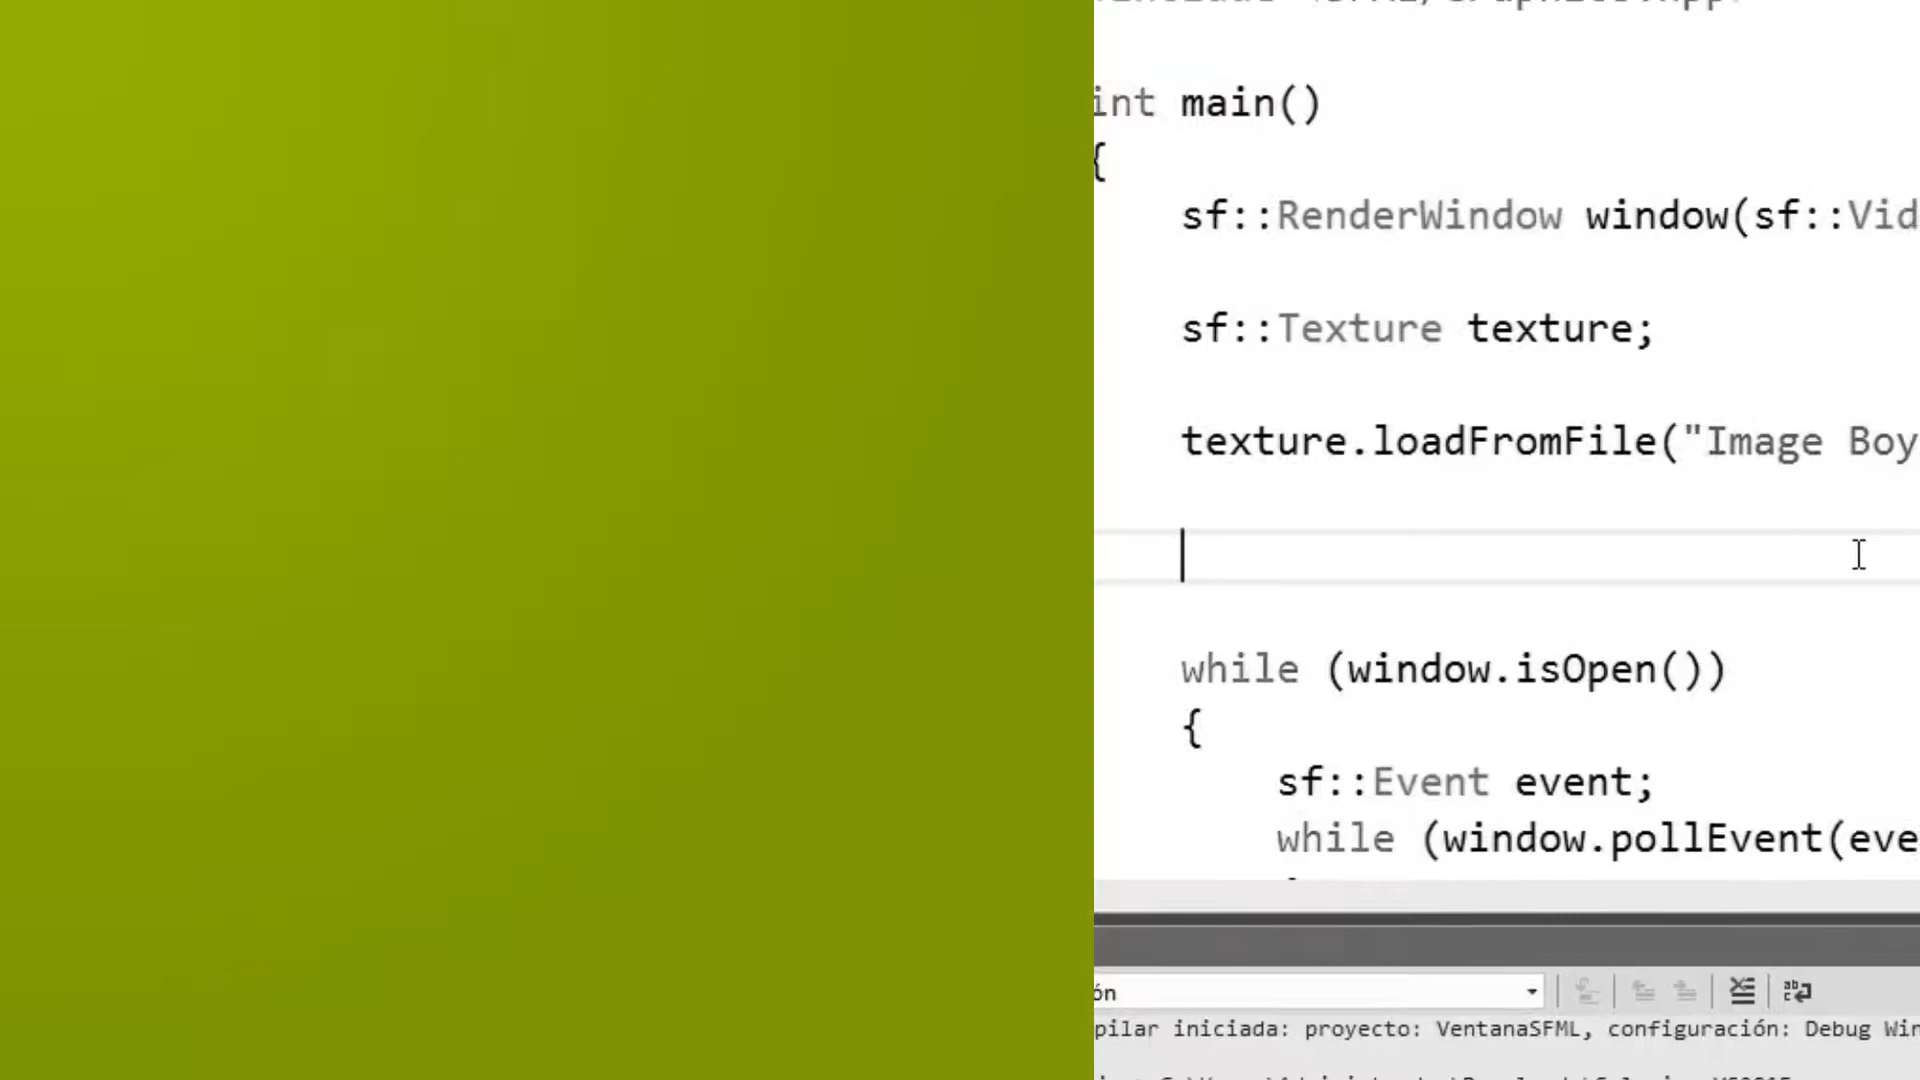 int main()
{
sf::RenderWindow window(sf::Vid
sf::Texture texture;
texture.loadFromFile("Image Boy
while (window.isOpen())
{
sf::Event event;
while (window.pollEvent(eve
ón
pilar iniciada: proyecto: VentanaSFML, configuración: Debug Win